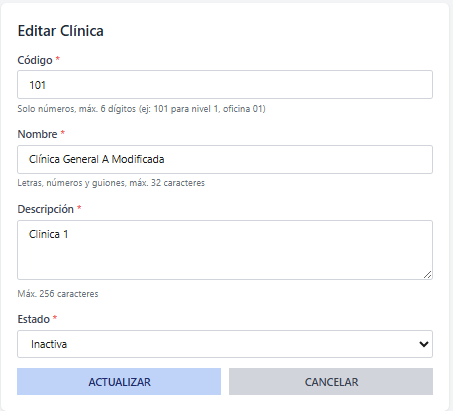 Editar Clínica
Código *
101
Solo números, máx. 6 dígitos (ej: 101 para nivel 1, oficina 01)
Nombre *
Clínica General A Modificada
Letras, números y guiones, máx. 32 caracteres
Descripción *
Clinica 1
Máx. 256 caracteres
Estado *
Inactiva
ACTUALIZAR
CANCELAR